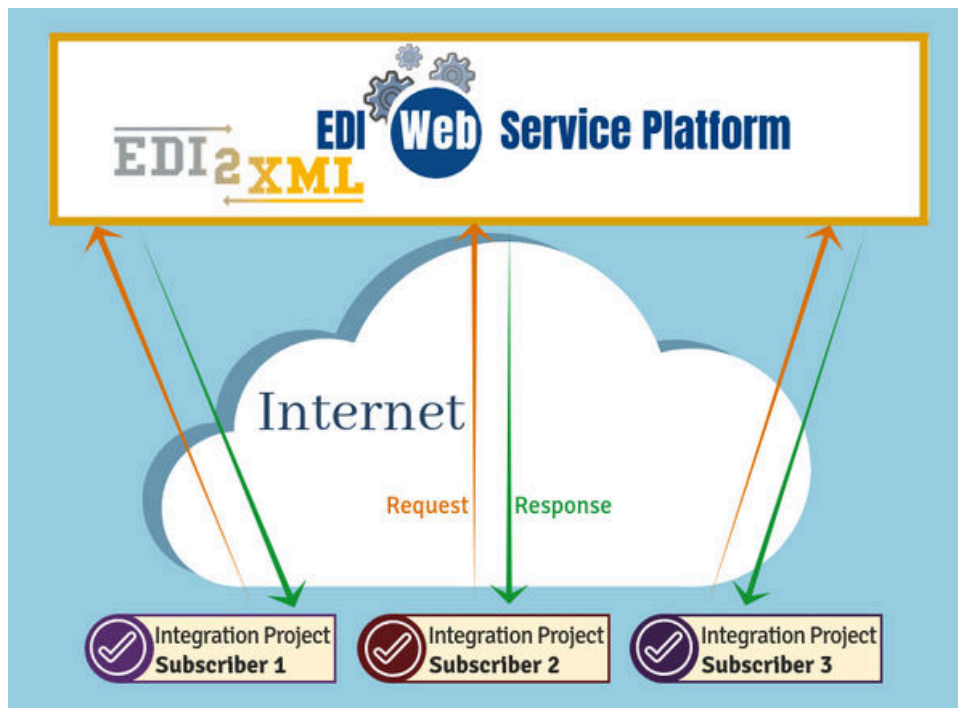 EDI Web Service Platform
EDI2XML
Internet
Request
Response
Integration Project
Subscriber 1
Integration Project
Subscriber 2
Integration Project
Subscriber 3